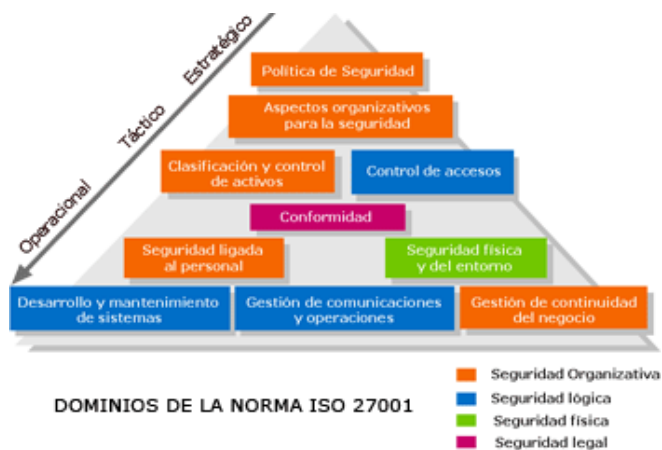 Estratégico
Táctico
Operacional
Política de Seguridad
Aspectos organizativos
para la seguridad
Clasificación y control
de activos
Control de accesos
Conformidad
Seguridad ligada
al personal
Seguridad física
y del entorno
Desarrollo y mantenimiento
de sistemas
Gestión de comunicaciones
y operaciones
Gestión de continuidad
del negocio
DOMINIOS DE LA NORMA ISO 27001
Seguridad Organizativa
Seguridad lógica
Seguridad física
Seguridad legal